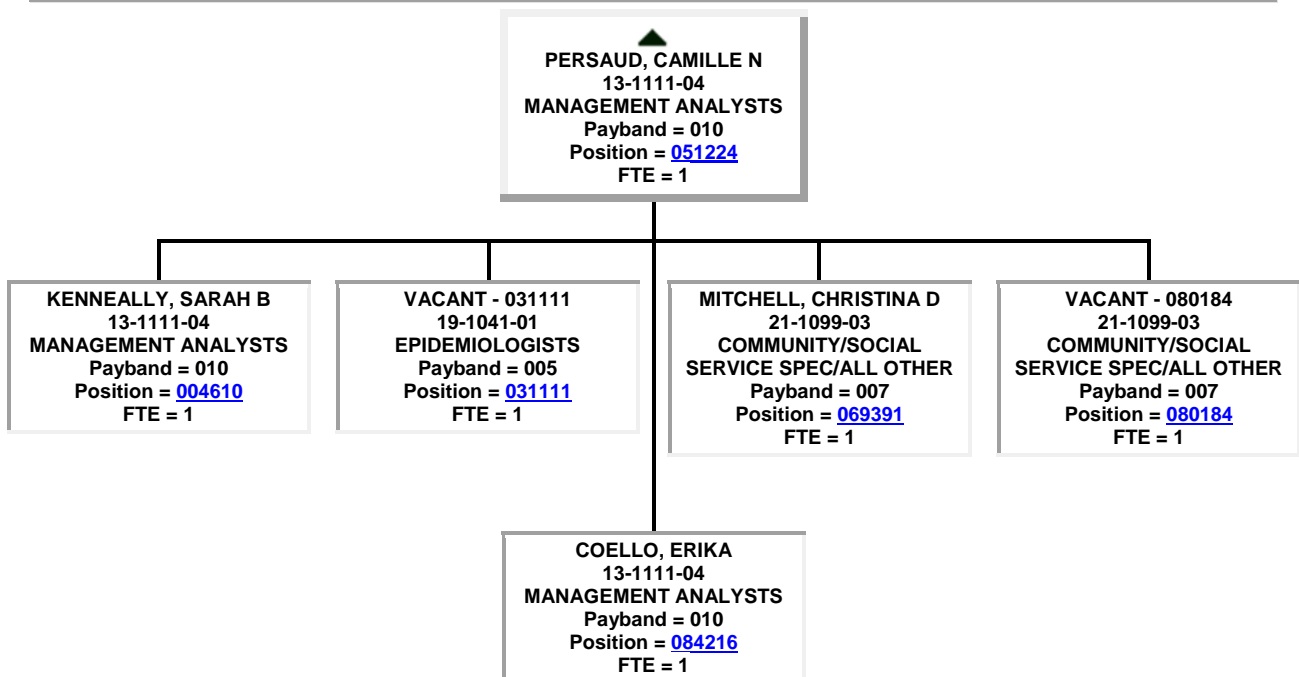 PERSAUD, CAMILLE N
13-1111-04
MANAGEMENT ANALYSTS
Payband = 010
Position = 051224
FTE = 1
KENNEALLY, SARAH B
13-1111-04
MANAGEMENT ANALYSTS
Payband = 010
Position = 004610
FTE = 1
VACANT - 031111
19-1041-01
EPIDEMIOLOGISTS
Payband = 005
Position = 031111
FTE = 1
MITCHELL, CHRISTINA D
21-1099-03
COMMUNITY/SOCIAL
SERVICE SPEC/ALL OTHER
Payband = 007
Position = 069391
FTE = 1
VACANT - 080184
21-1099-03
COMMUNITY/SOCIAL
SERVICE SPEC/ALL OTHER
Payband = 007
Position = 080184
FTE = 1
COELLO, ERIKA
13-1111-04
MANAGEMENT ANALYSTS
Payband = 010
Position = 084216
FTE = 1